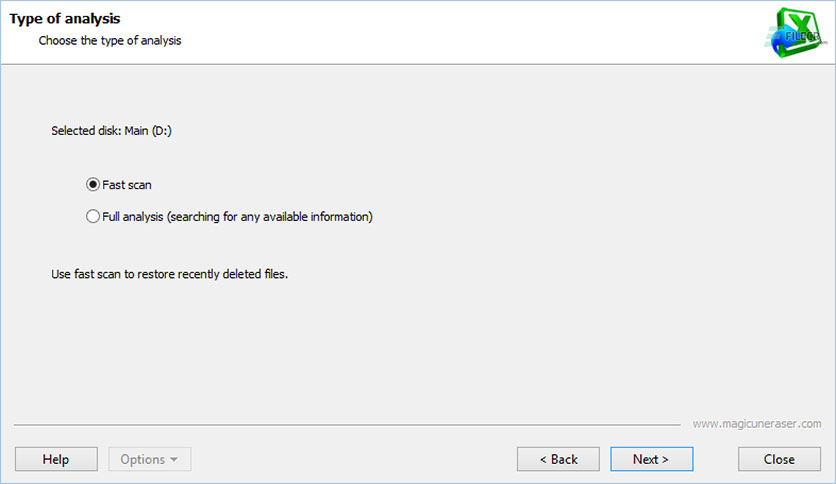 Type of analysis
Choose the type of analysis
FILECR
Selected disk: Main (D:)
Fast scan
Full analysis (searching for any available information)
Use fast scan to restore recently deleted files.
www.magicuneraser.com
Help
Options
< Back
Next >
Close